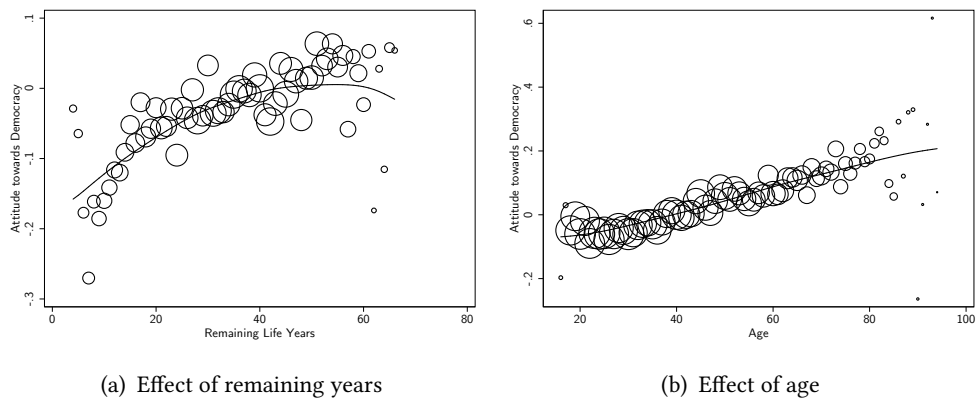 Attitude towards Democracy
.1
0
-.1
-.2
-.3
0 20 40 60 80
Remaining Life Years
(a) Effect of remaining years
Attitude towards Democracy
.6
.4
.2
0
-.2
20 40 60 80 100
Age
(b) Effect of age